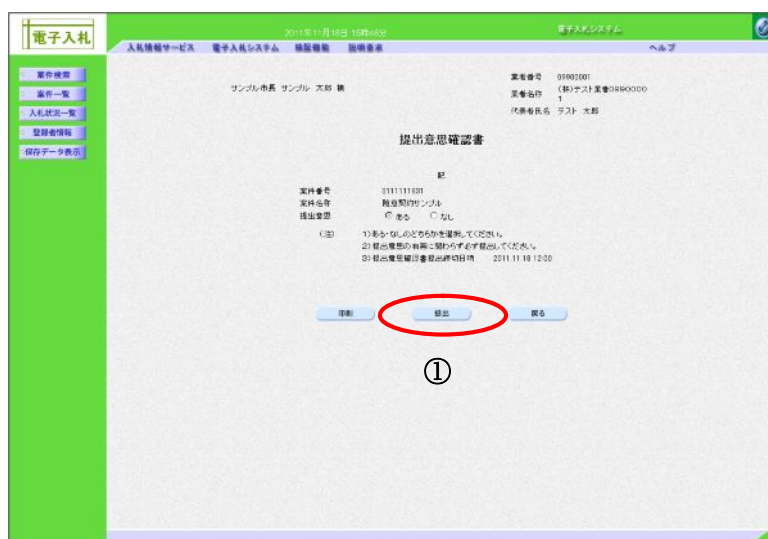 電子入札
2011年11月18日 15時48分
電子入札システム
入札情報サービス 電子入札システム 検証機能 説明要求
ヘルプ
案件検索
案件一覧
入札状況一覧
登録者情報
保存データ表示
業者番号 09900001
サンプル市長 サンプル 太郎 様
業者名称 (株)テスト業者0990000
1
代表者氏名 テスト 太郎
提出意思確認書
記
案件番号
案件名称 随意契約サンプル
提出意思 ある なし
(注) 1)ある・なしのどちらかを選択してください。
2)提出意思の有無に関わらず必ず提出してください。
3)提出意思確認書提出締切日時 2011.11.18 12:00
印刷 提出 戻る
①